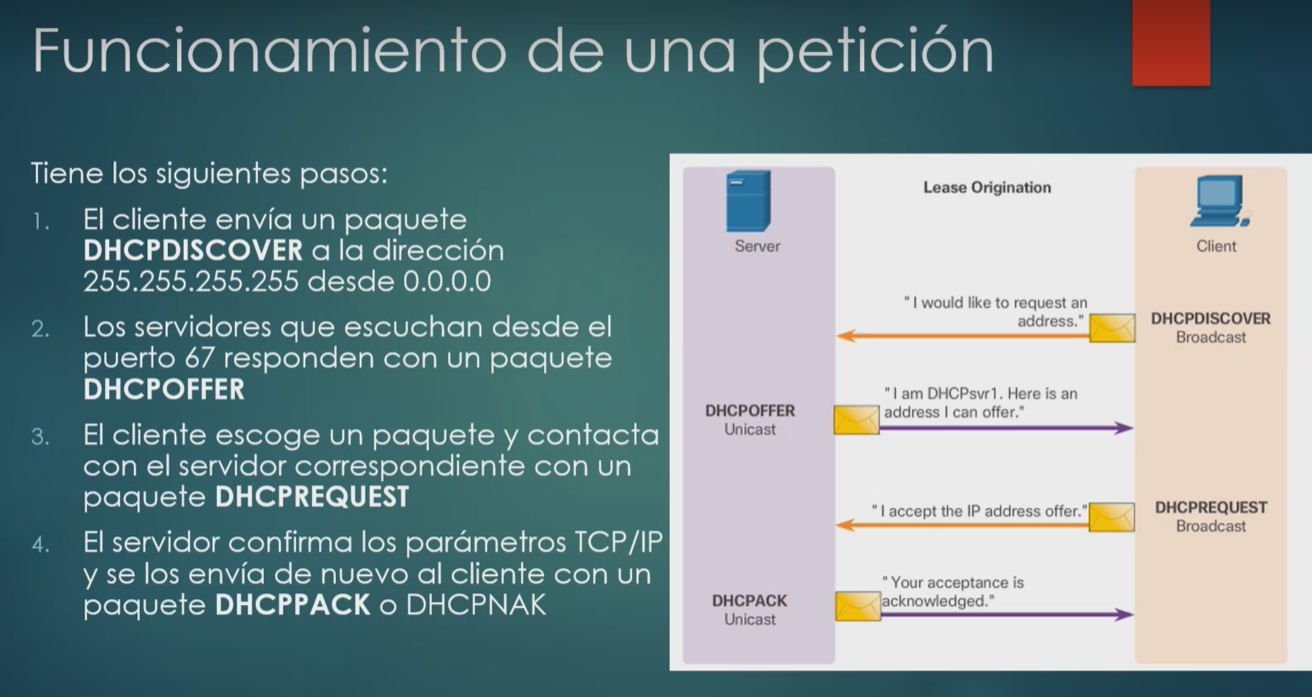 Funcionamiento de una petición
Tiene los siguientes pasos:
1. El cliente envía un paquete
DHCPDISCOVER a la dirección
255.255.255.255 desde 0.0.0.0
2. Los servidores que escuchan desde el
puerto 67 responden con un paquete
DHCPOFFER
3. El cliente escoge un paquete y contacta
con el servidor correspondiente con un
paquete DHCPREQUEST
4. El servidor confirma los parámetros TCP/IP
y se los envía de nuevo al cliente con un
paquete DHCPPACK o DHCPNAK
Lease Origination
Server
Client
"I would like to request an
address."
DHCPDISCOVER
Broadcast
"I am DHCPsvr1. Here is an
address I can offer."
DHCPOFFER
Unicast
"I accept the IP address offer."
DHCPREQUEST
Broadcast
"Your acceptance is
acknowledged."
DHCPACK
Unicast